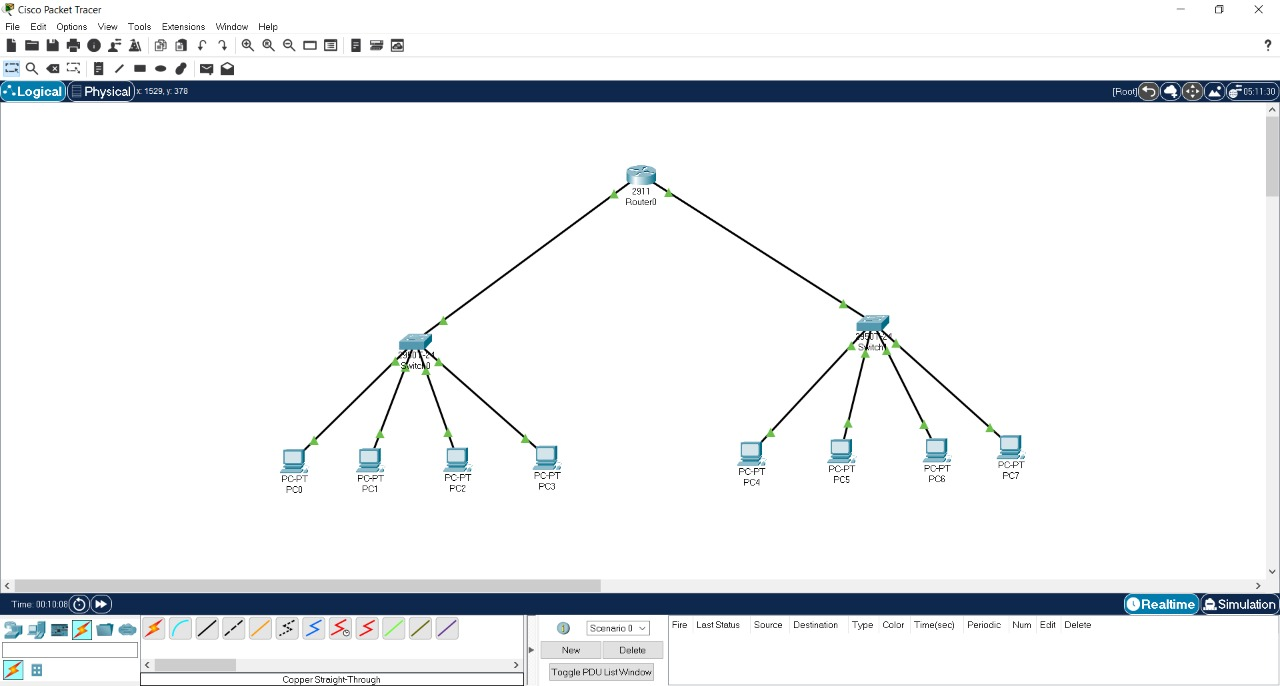 Cisco Packet Tracer
File Edit Options View Tools Extensions Window Help
?
Logical Physical x: 1529, y: 378 [Root] 05:11:30
2911
Router0
2950T-24
Switch0
Switch1
PC-PT
PC0
PC-PT
PC1
PC-PT
PC2
PC-PT
PC3
PC-PT
PC4
PC-PT
PC5
PC-PT
PC6
PC-PT
PC7
Time: 00:10:08 Realtime Simulation
Scenario 0
New Delete
Toggle PDU List Window
Fire Last Status Source Destination Type Color Time(sec) Periodic Num Edit Delete
Copper Straight-Through